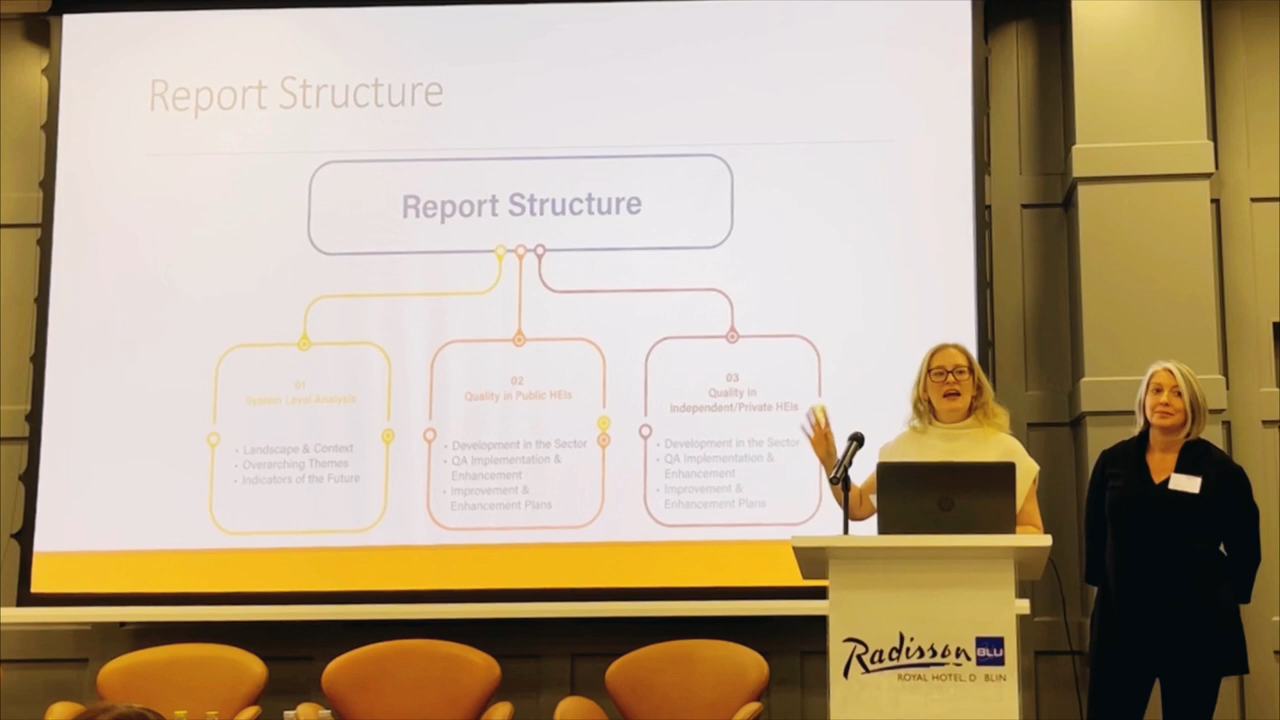 Report Structure
Report Structure
01
System Level Analysis
• Landscape & Context
• Overarching Themes
• Indicators of the Future
02
Quality in Public HEIs
• Development in the Sector
• QA Implementation &
Enhancement
• Improvement &
Enhancement Plans
03
Quality in
Independent/Private HEIs
• Development in the Sector
• QA Implementation &
Enhancement
• Improvement &
Enhancement Plans
Radisson BLU
ROYAL HOTEL, D BLIN